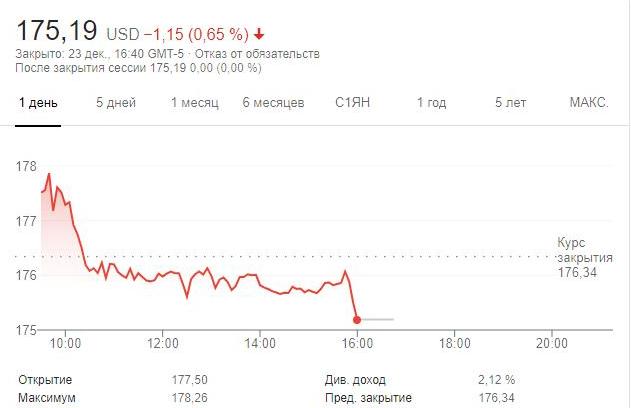 175,19 USD −1,15 (0,65 %)
Закрыто: 23 дек., 16:40 GMT-5 · Отказ от обязательств
После закрытия сессии 175,19 0,00 (0,00 %)
1 день 5 дней 1 месяц 6 месяцев С1ЯН 1 год 5 лет МАКС.
178
177
Курс
закрытия
176,34
176
175
10:00 12:00 14:00 16:00 18:00 20:00
Открытие 177,50 Див. доход 2,12 %
Максимум 178,26 Пред. закрытие 176,34